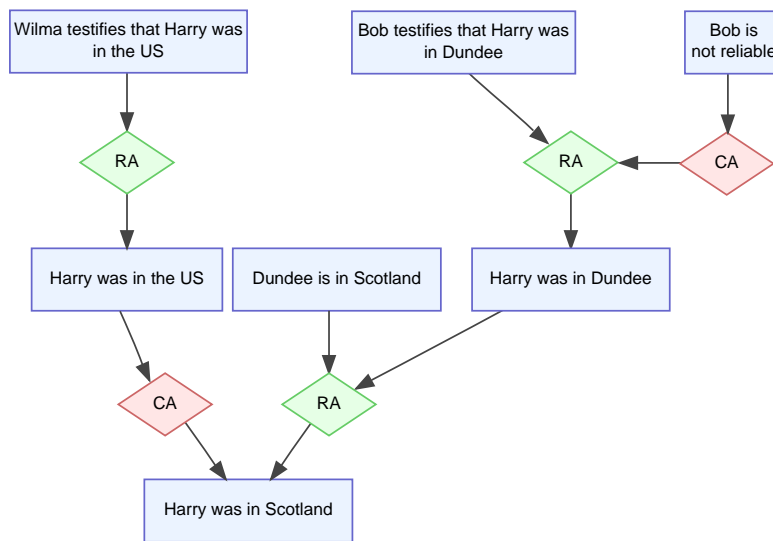 Wilma testifies that Harry was
in the US
Bob testifies that Harry was
in Dundee
Bob is
not reliable
RA
RA
CA
Harry was in the US
Dundee is in Scotland
Harry was in Dundee
CA
RA
Harry was in Scotland